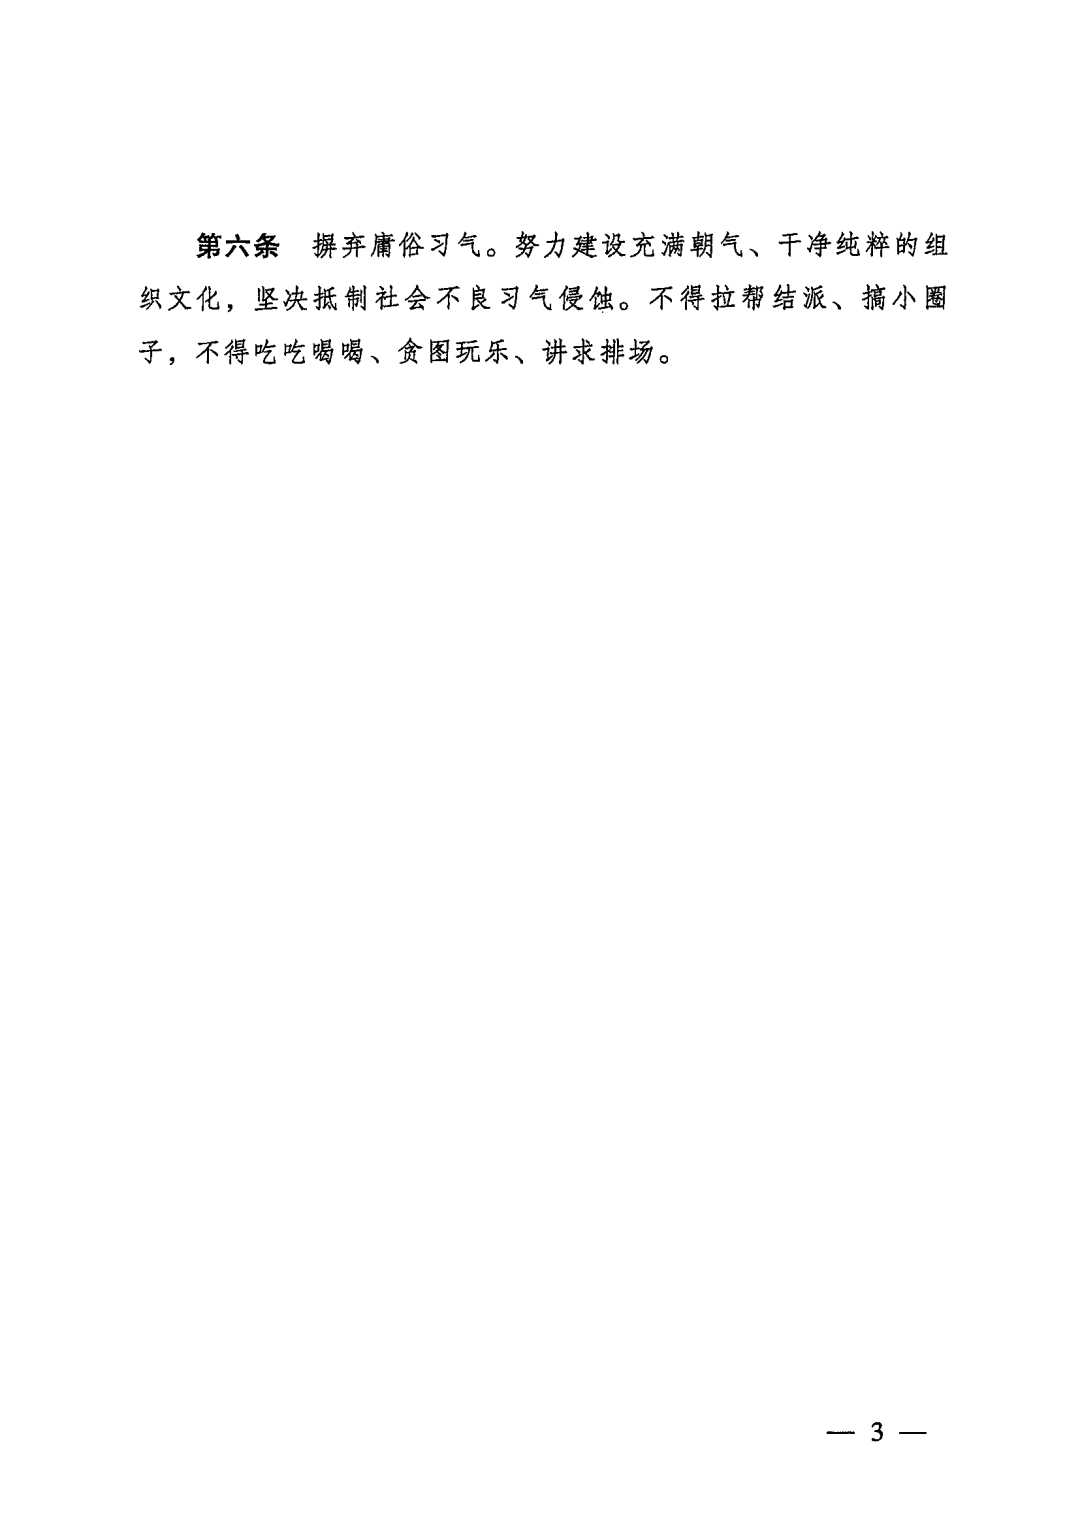 第六条　摒弃庸俗习气。努力建设充满朝气、干净纯粹的组
织文化，坚决抵制社会不良习气侵蚀。不得拉帮结派、搞小圈
子，不得吃吃喝喝、贪图玩乐、讲求排场。
— 3 —